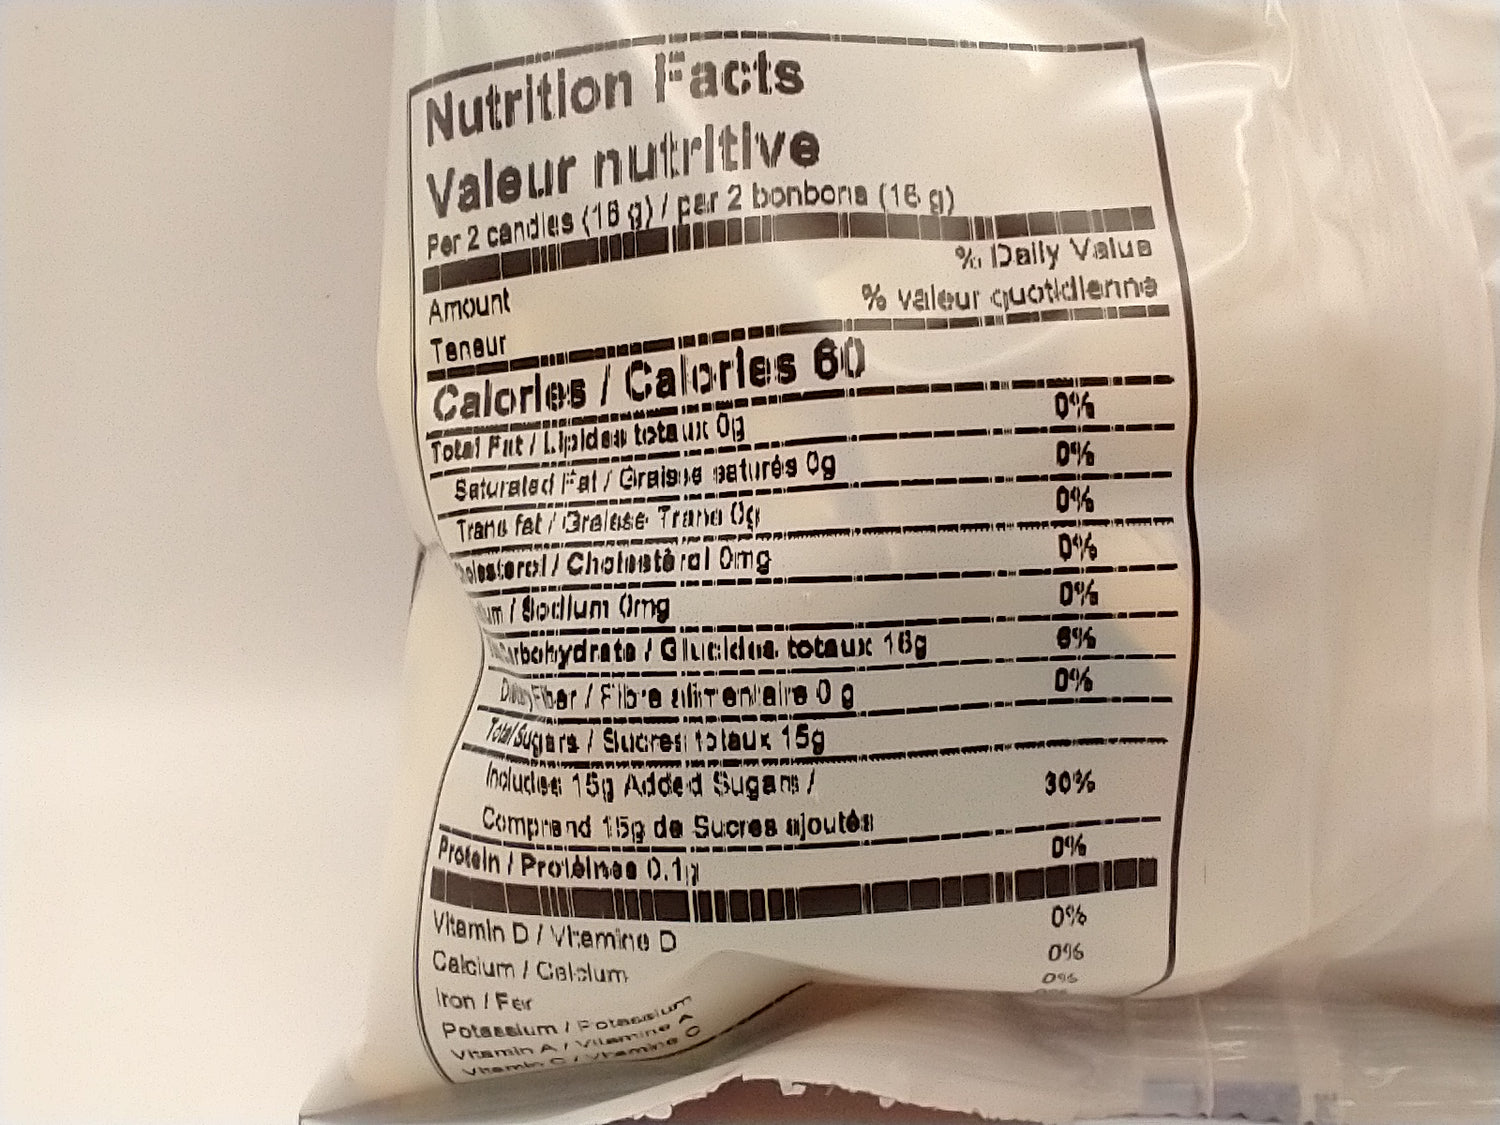 Nutrition Facts
Valeur nutritive
Per 2 candies (16 g) / par 2 bonbons (16 g)
% Daily Value
% valeur quotidienne
Amount
Teneur
Calories / Calories 60
Total Fat / Lipides totaux 0g 0%
Saturated Fat / Graisse saturés 0g 0%
Trans fat / Graisse Trans 0g 0%
Cholesterol / Cholestérol 0mg 0%
/ Sodium 0mg 0%
Carbohydrate / Glucides totaux 16g 6%
Dietary Fiber / Fibre alimentaire 0 g 0%
Total Sugars / Sucres totaux 15g
Includes 15g Added Sugars / 30%
Comprend 15g de Sucres ajoutés
Protein / Protéines 0.1g 0%
Vitamin D / Vitamine D 0%
Calcium / Calcium 0%
Iron / Fer 0%
Potassium / Potassium
Vitamin A / Vitamine A
Vitamin C / Vitamine C